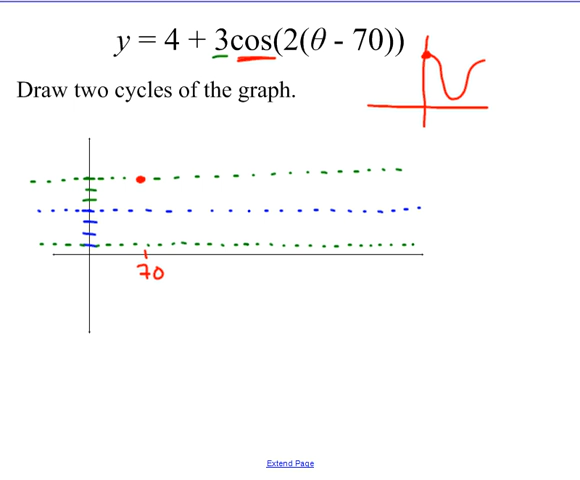 y = 4 + 3cos(2(θ - 70))
Draw two cycles of the graph.
70
Extend Page